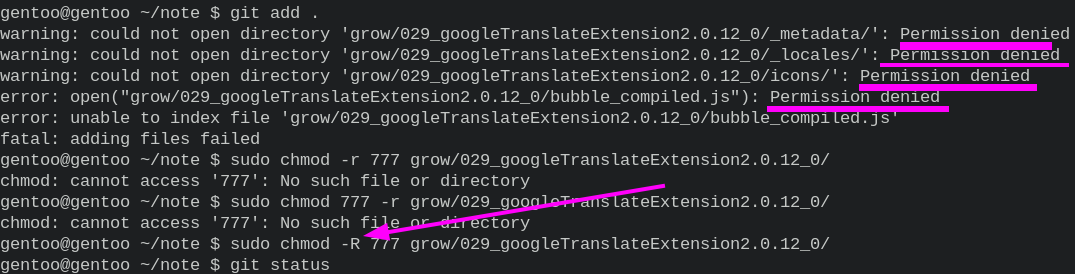 gentoo@gentoo ~/note $ git add .
warning: could not open directory 'grow/029_googleTranslateExtension2.0.12_0/_metadata/': Permission denied
warning: could not open directory 'grow/029_googleTranslateExtension2.0.12_0/_locales/': Permission denied
warning: could not open directory 'grow/029_googleTranslateExtension2.0.12_0/icons/': Permission denied
error: open("grow/029_googleTranslateExtension2.0.12_0/bubble_compiled.js"): Permission denied
error: unable to index file 'grow/029_googleTranslateExtension2.0.12_0/bubble_compiled.js'
fatal: adding files failed
gentoo@gentoo ~/note $ sudo chmod -r 777 grow/029_googleTranslateExtension2.0.12_0/
chmod: cannot access '777': No such file or directory
gentoo@gentoo ~/note $ sudo chmod 777 -r grow/029_googleTranslateExtension2.0.12_0/
chmod: cannot access '777': No such file or directory
gentoo@gentoo ~/note $ sudo chmod -R 777 grow/029_googleTranslateExtension2.0.12_0/
gentoo@gentoo ~/note $ git status